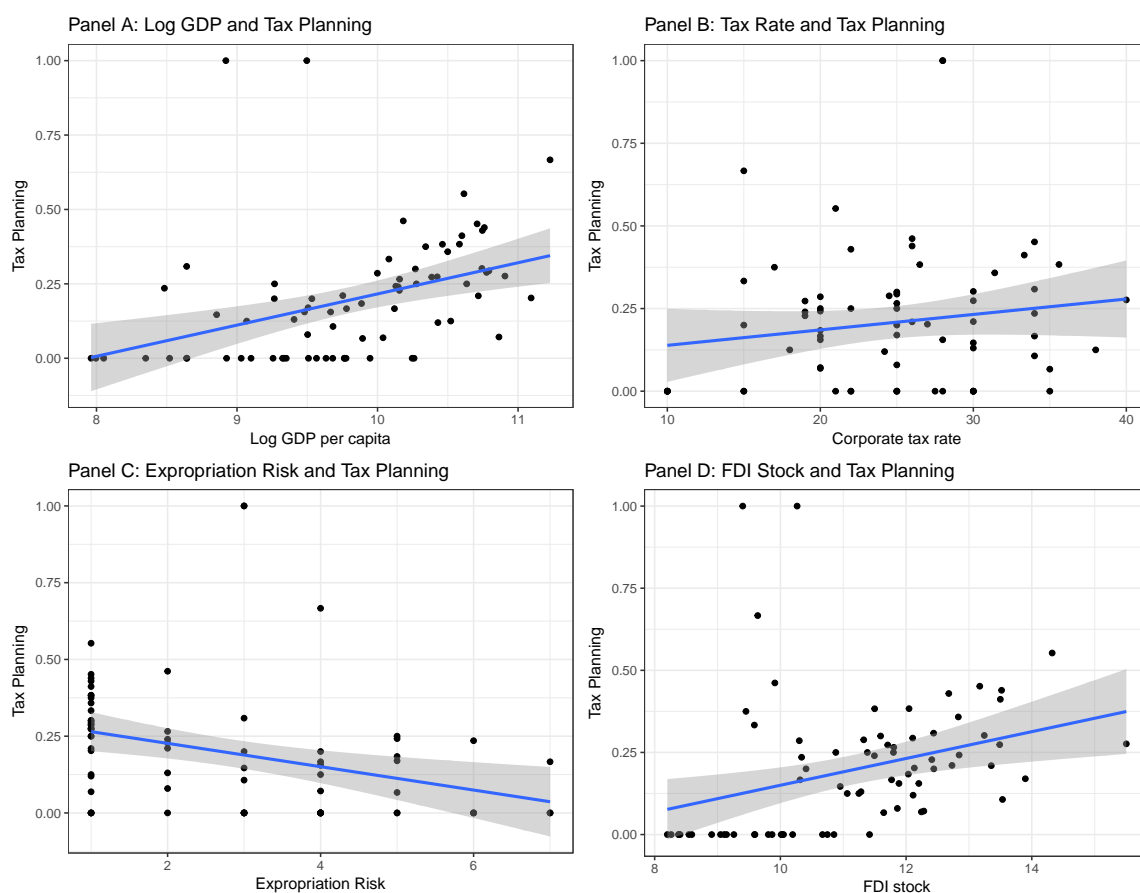 Panel A: Log GDP and Tax Planning
1.00
0.75
0.50
0.25
0.00
Tax Planning
8 9 10 11
Log GDP per capita
Panel B: Tax Rate and Tax Planning
1.00
0.75
0.50
0.25
0.00
Tax Planning
10 20 30 40
Corporate tax rate
Panel C: Expropriation Risk and Tax Planning
1.00
0.75
0.50
0.25
0.00
Tax Planning
2 4 6
Expropriation Risk
Panel D: FDI Stock and Tax Planning
1.00
0.75
0.50
0.25
0.00
Tax Planning
8 10 12 14
FDI stock